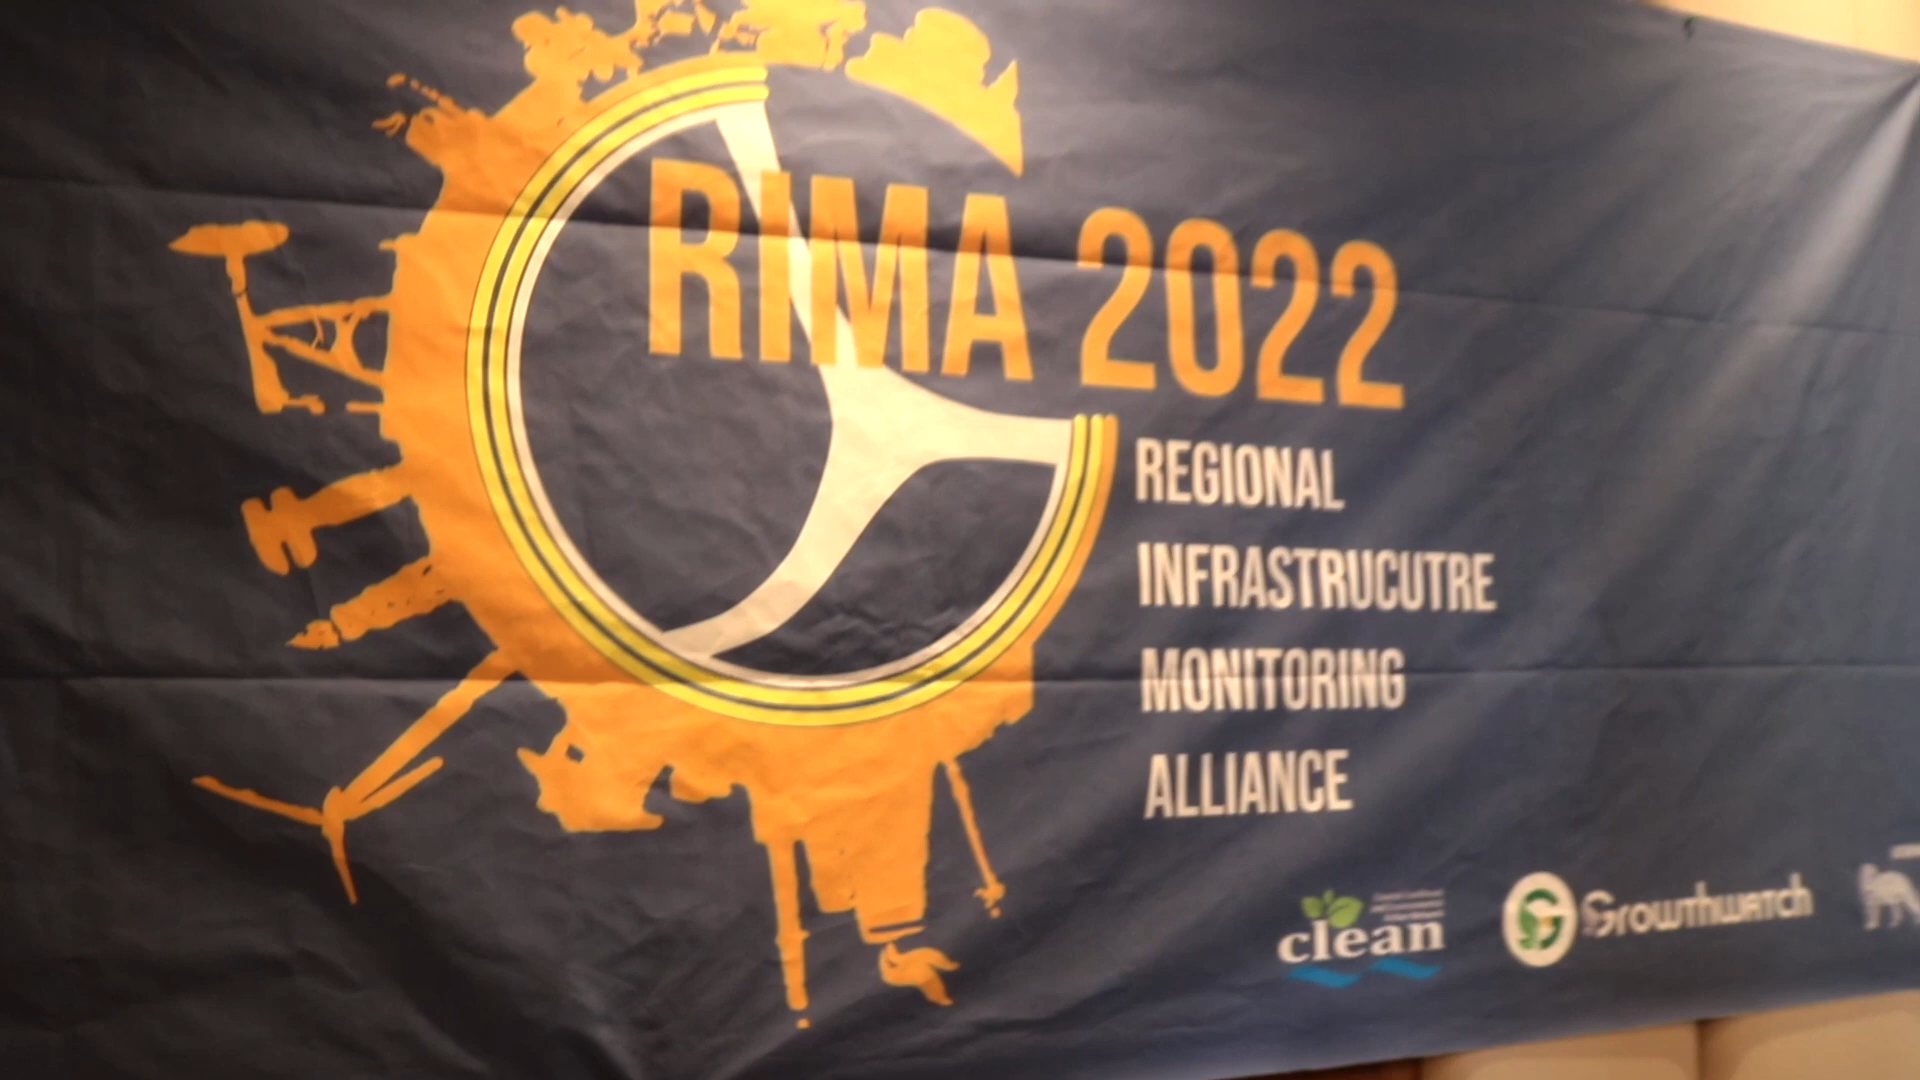 RIMA 2022
REGIONAL
INFRASTRUCUTRE
MONITORING
ALLIANCE
clean
Growthwatch